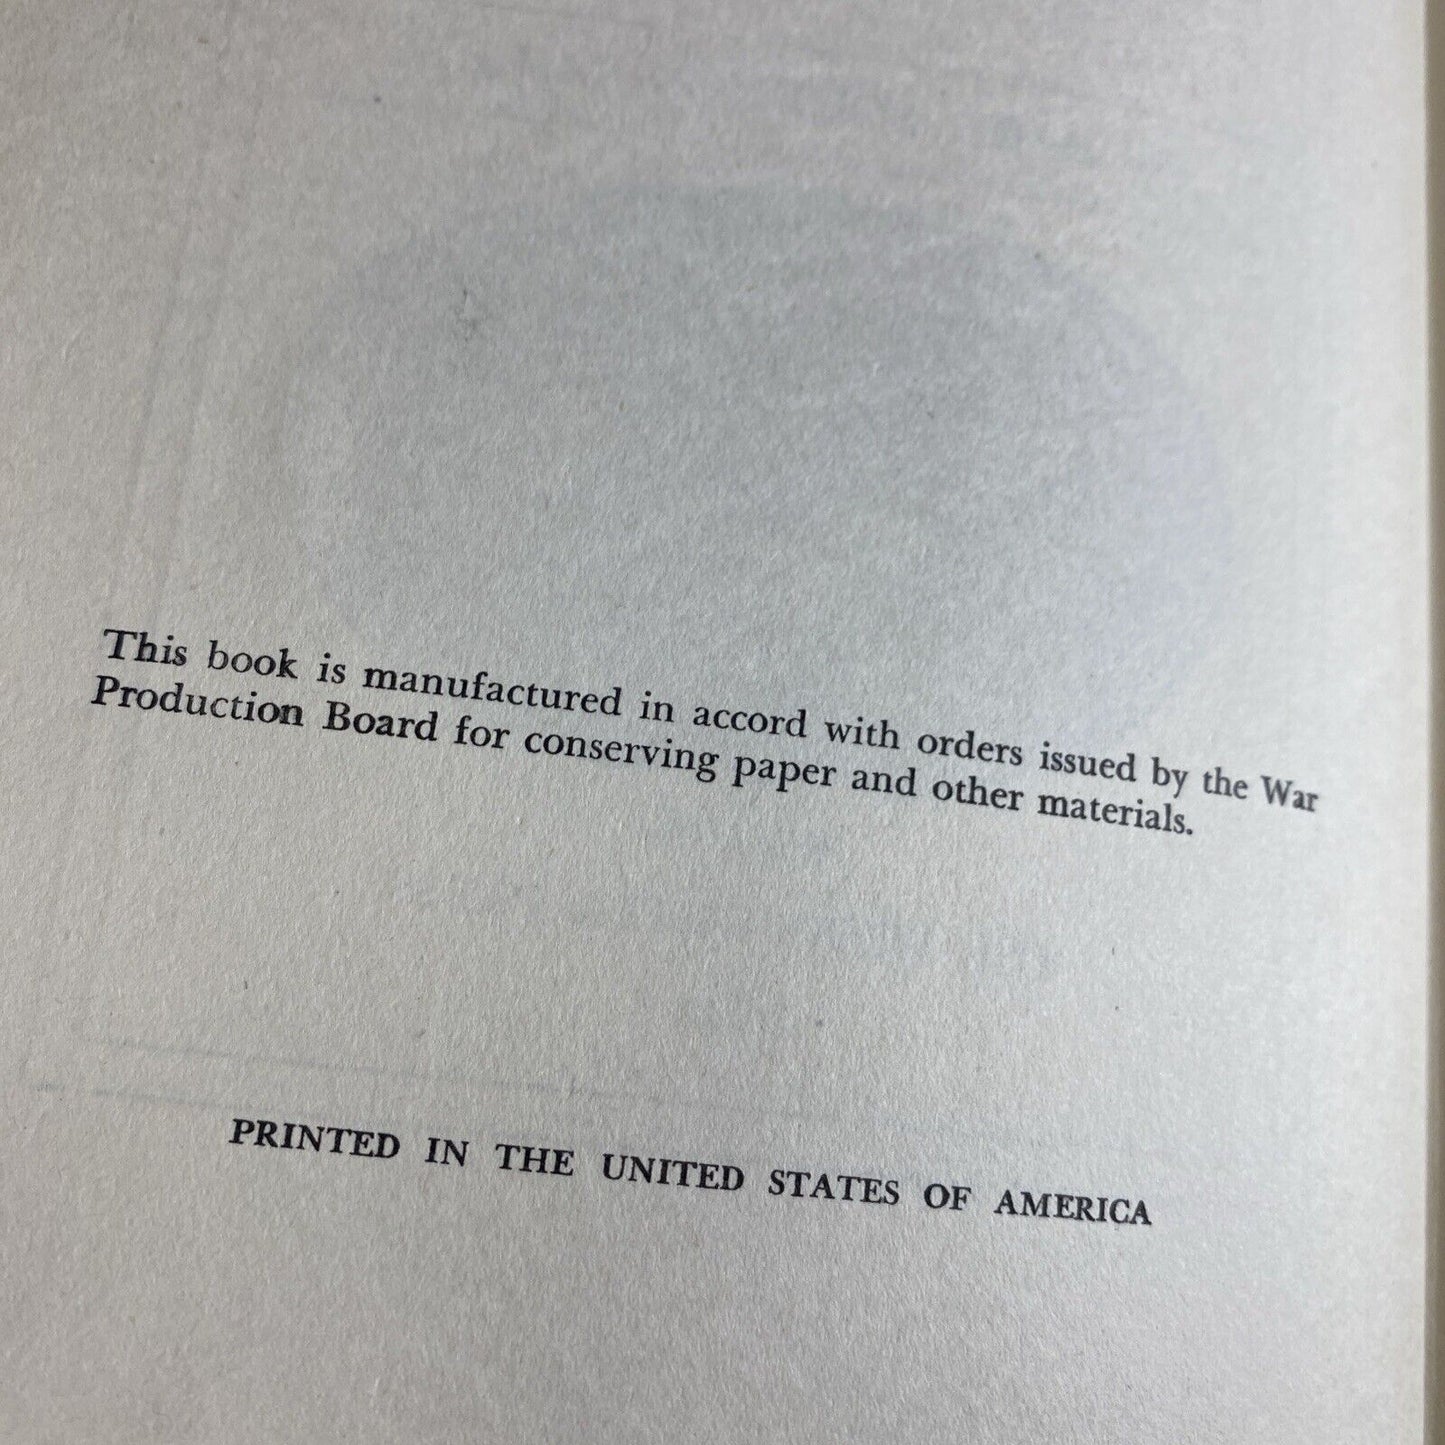 This book is manufactured in accord with orders issued by the War
Production Board for conserving paper and other materials.
PRINTED IN THE UNITED STATES OF AMERICA